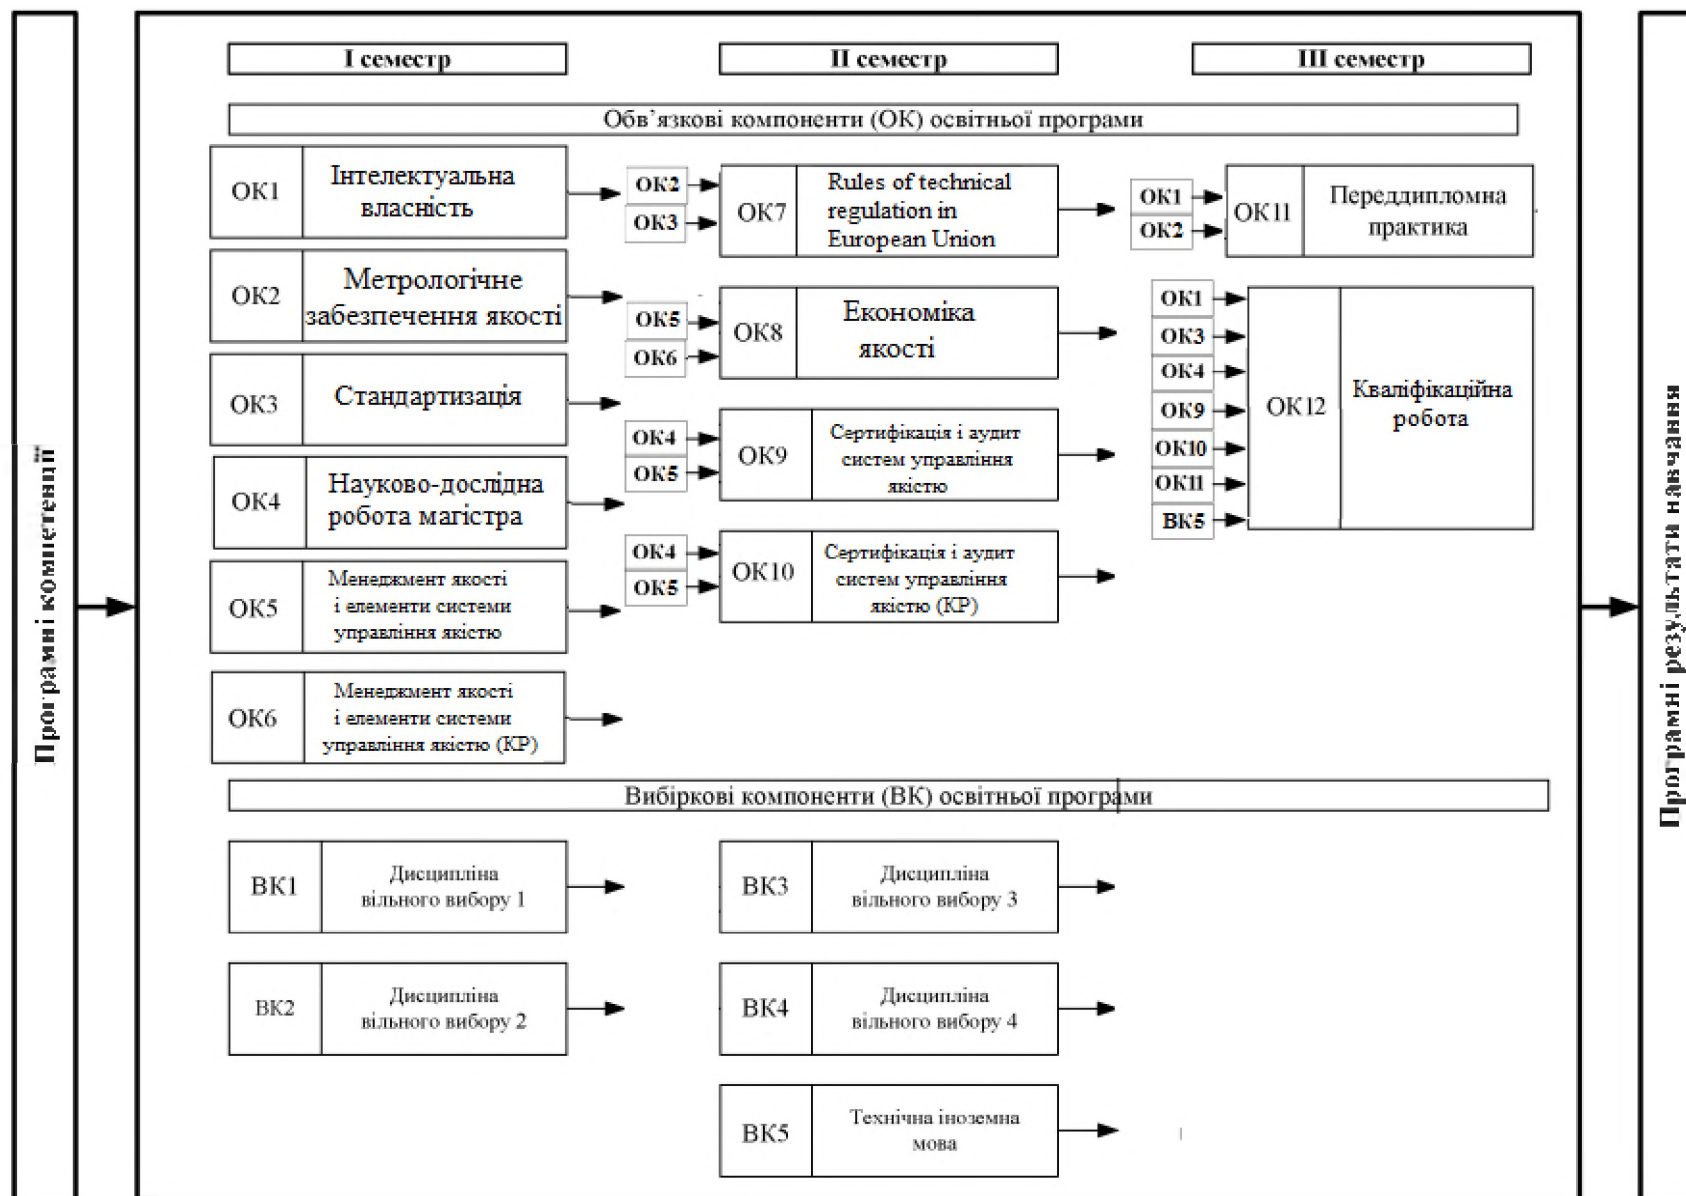 Програмні компетенції
I семестр
II семестр
III семестр
Обв’язкові компоненти (ОК) освітньої програми
ОК1
Інтелектуальна
власність
ОК2
Метрологічне
забезпечення якості
ОК3
Стандартизація
ОК4
Науково-дослідна
робота магістра
ОК5
Менеджмент якості
і елементи системи
управління якістю
ОК6
Менеджмент якості
і елементи системи
управління якістю (КР)
ОК2
ОК3
ОК7
Rules of technical
regulation in
European Union
ОК5
ОК6
ОК8
Економіка
якості
ОК4
ОК5
ОК9
Сертифікація і аудит
систем управління
якістю
ОК4
ОК5
ОК10
Сертифікація і аудит
систем управління
якістю (КР)
ОК1
ОК2
ОК11
Переддипломна
практика
ОК1
ОК3
ОК4
ОК9
ОК10
ОК11
ВК5
ОК12
Кваліфікаційна
робота
Вибіркові компоненти (ВК) освітньої програми
ВК1
Дисципліна
вільного вибору 1
ВК2
Дисципліна
вільного вибору 2
ВК3
Дисципліна
вільного вибору 3
ВК4
Дисципліна
вільного вибору 4
ВК5
Технічна іноземна
мова
Програмні результати навчання